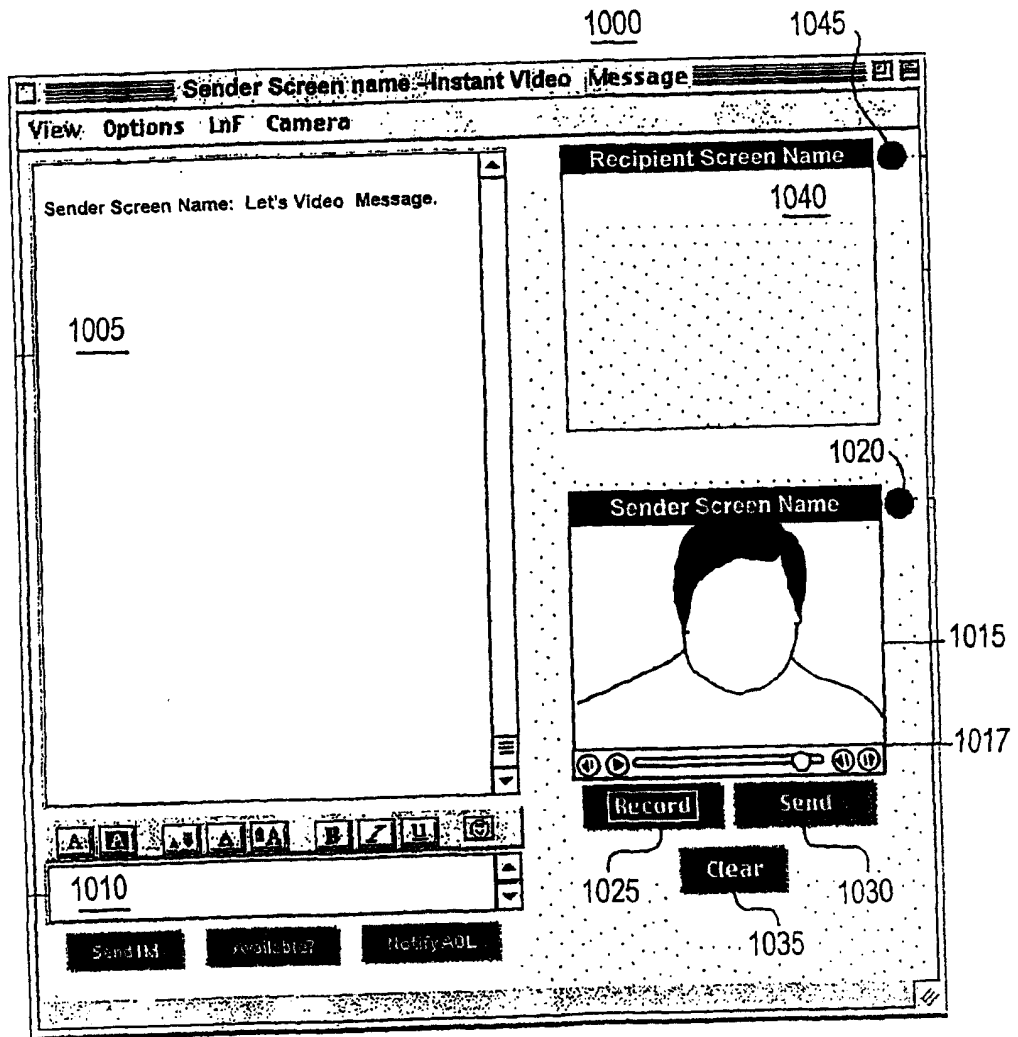 1000
1045
Sender Screen name - Instant Video Message
View Options LnF Camera
Recipient Screen Name
1040
Sender Screen Name: Let's Video Message.
1005
1020
Sender Screen Name
1015
1017
Record Send
A A A A A B I U
1010
Clear
1025
1030
1035
Send IM Available? Notify AOL